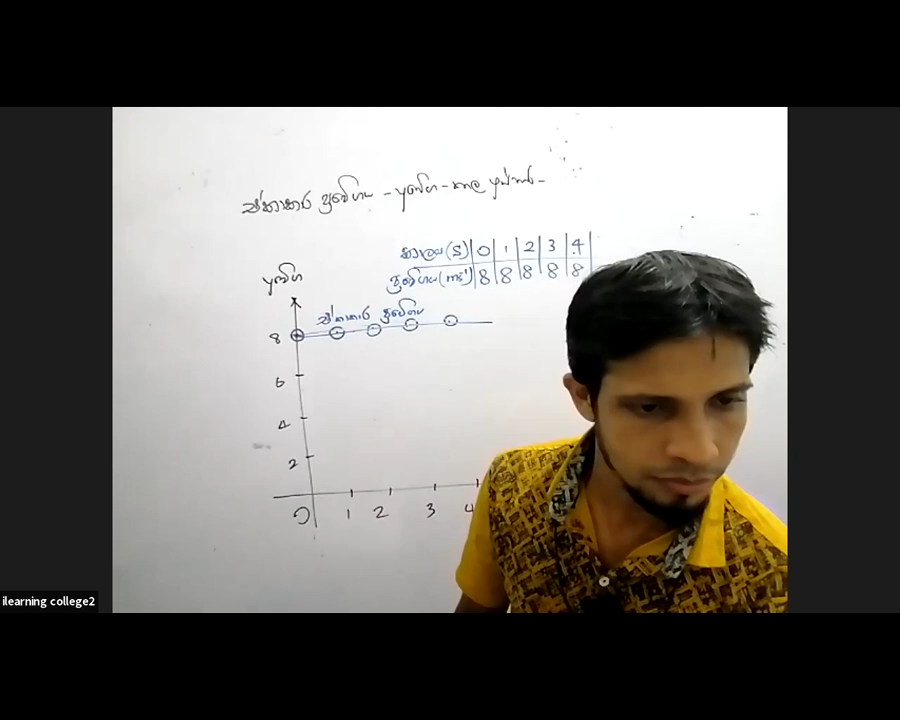 ඒකාකාර ප්‍රවේගය - ප්‍රවේග - කාල ප්‍රස්තාර -
කාලය (S) | 0 | 1 | 2 | 3 | 4 |
ප්‍රවේගය (ms⁻¹) | 8 | 8 | 8 | 8 | 8
ප්‍රවේග
ඒකාකාර ප්‍රවේගය
8
6
4
2
0 1 2 3 4
ilearning college2